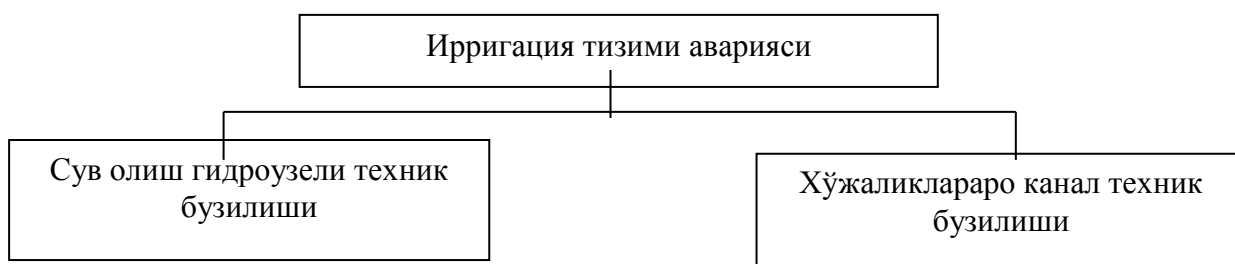 Ирригация тизими аварияси
Сув олиш гидроузели техник
бузилиши
Хўжаликлараро канал техник
бузилиши